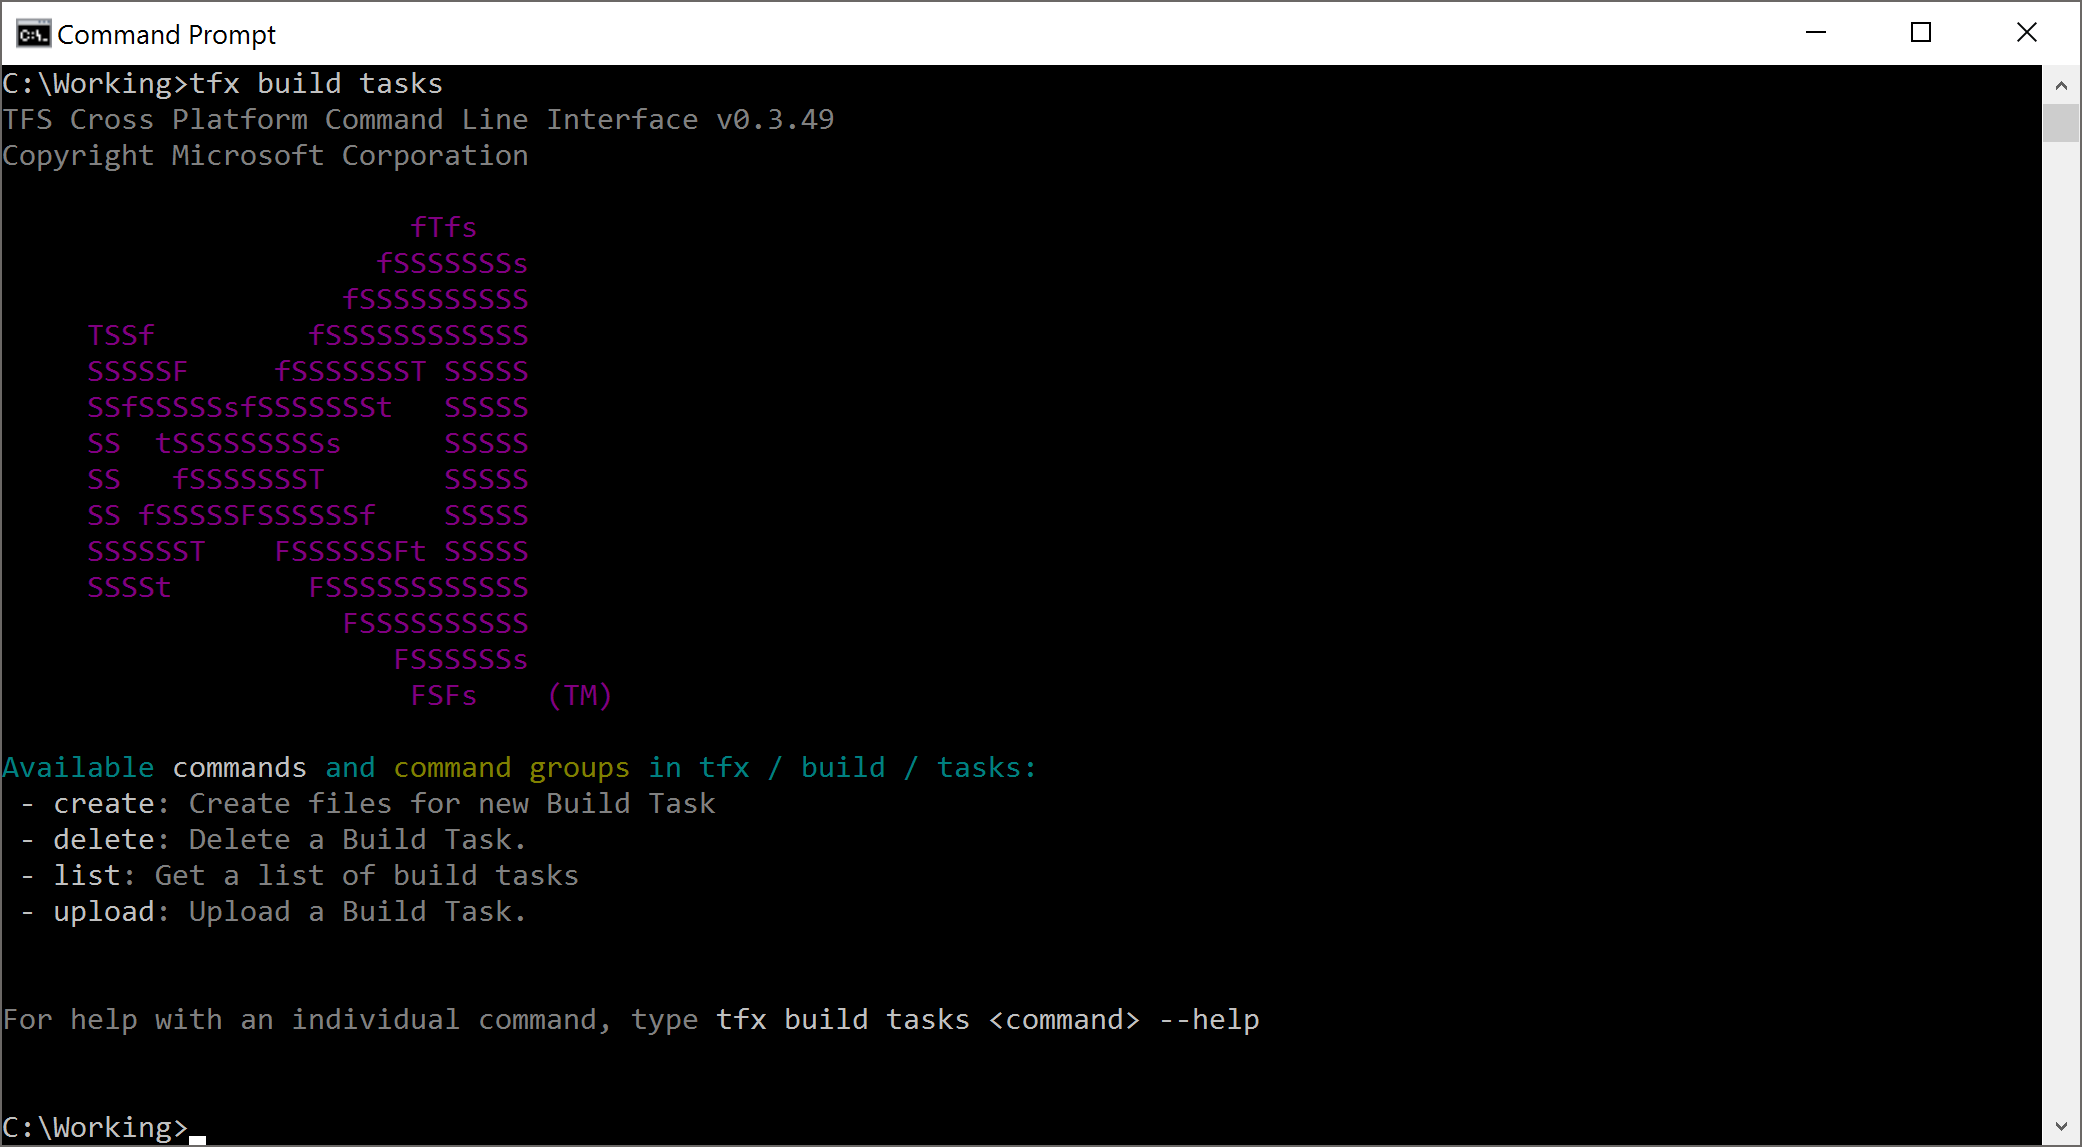 Command Prompt
C:\Working>tfx build tasks
TFS Cross Platform Command Line Interface v0.3.49
Copyright Microsoft Corporation
                        fTfs
                      fSSSSSSSs
                    fSSSSSSSSSS
     TSSf         fSSSSSSSSSSSS
     SSSSSF     fSSSSSSST SSSSS
     SSfSSSSSsfSSSSSSSt   SSSSS
     SS  tSSSSSSSSSs      SSSSS
     SS   fSSSSSSST       SSSSS
     SS fSSSSSFSSSSSSf    SSSSS
     SSSSSST    FSSSSSSFt SSSSS
     SSSSt        FSSSSSSSSSSSS
                    FSSSSSSSSSS
                       FSSSSSSs
                        FSFs    (TM)
Available commands and command groups in tfx / build / tasks:
 - create: Create files for new Build Task
 - delete: Delete a Build Task.
 - list: Get a list of build tasks
 - upload: Upload a Build Task.
For help with an individual command, type tfx build tasks <command> --help
C:\Working>